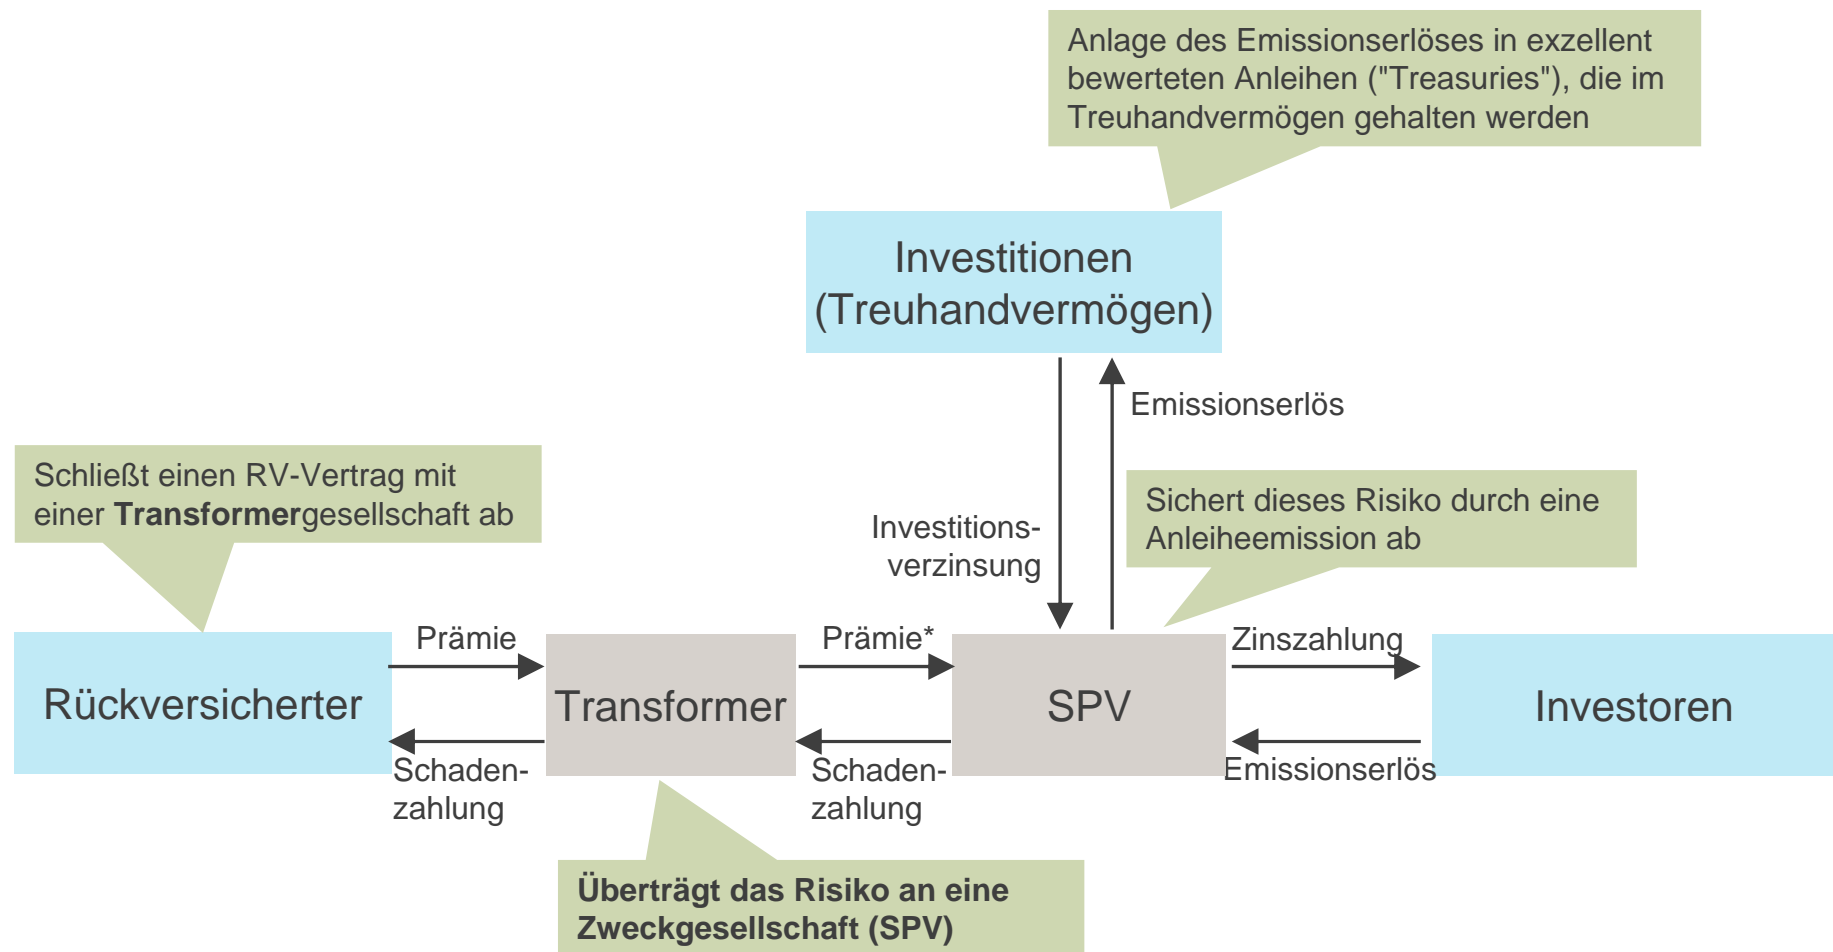 Anlage des Emissionserlöses in exzellent
bewerteten Anleihen ("Treasuries"), die im
Treuhandvermögen gehalten werden
Investitionen
(Treuhandvermögen)
Emissionserlös
Schließt einen RV-Vertrag mit
einer Transformergesellschaft ab
Sichert dieses Risiko durch eine
Anleiheemission ab
Investitions-
verzinsung
Prämie
Prämie*
Zinszahlung
Rückversicherter
Transformer
SPV
Investoren
Schaden-
zahlung
Schaden-
zahlung
Emissionserlös
Überträgt das Risiko an eine
Zweckgesellschaft (SPV)